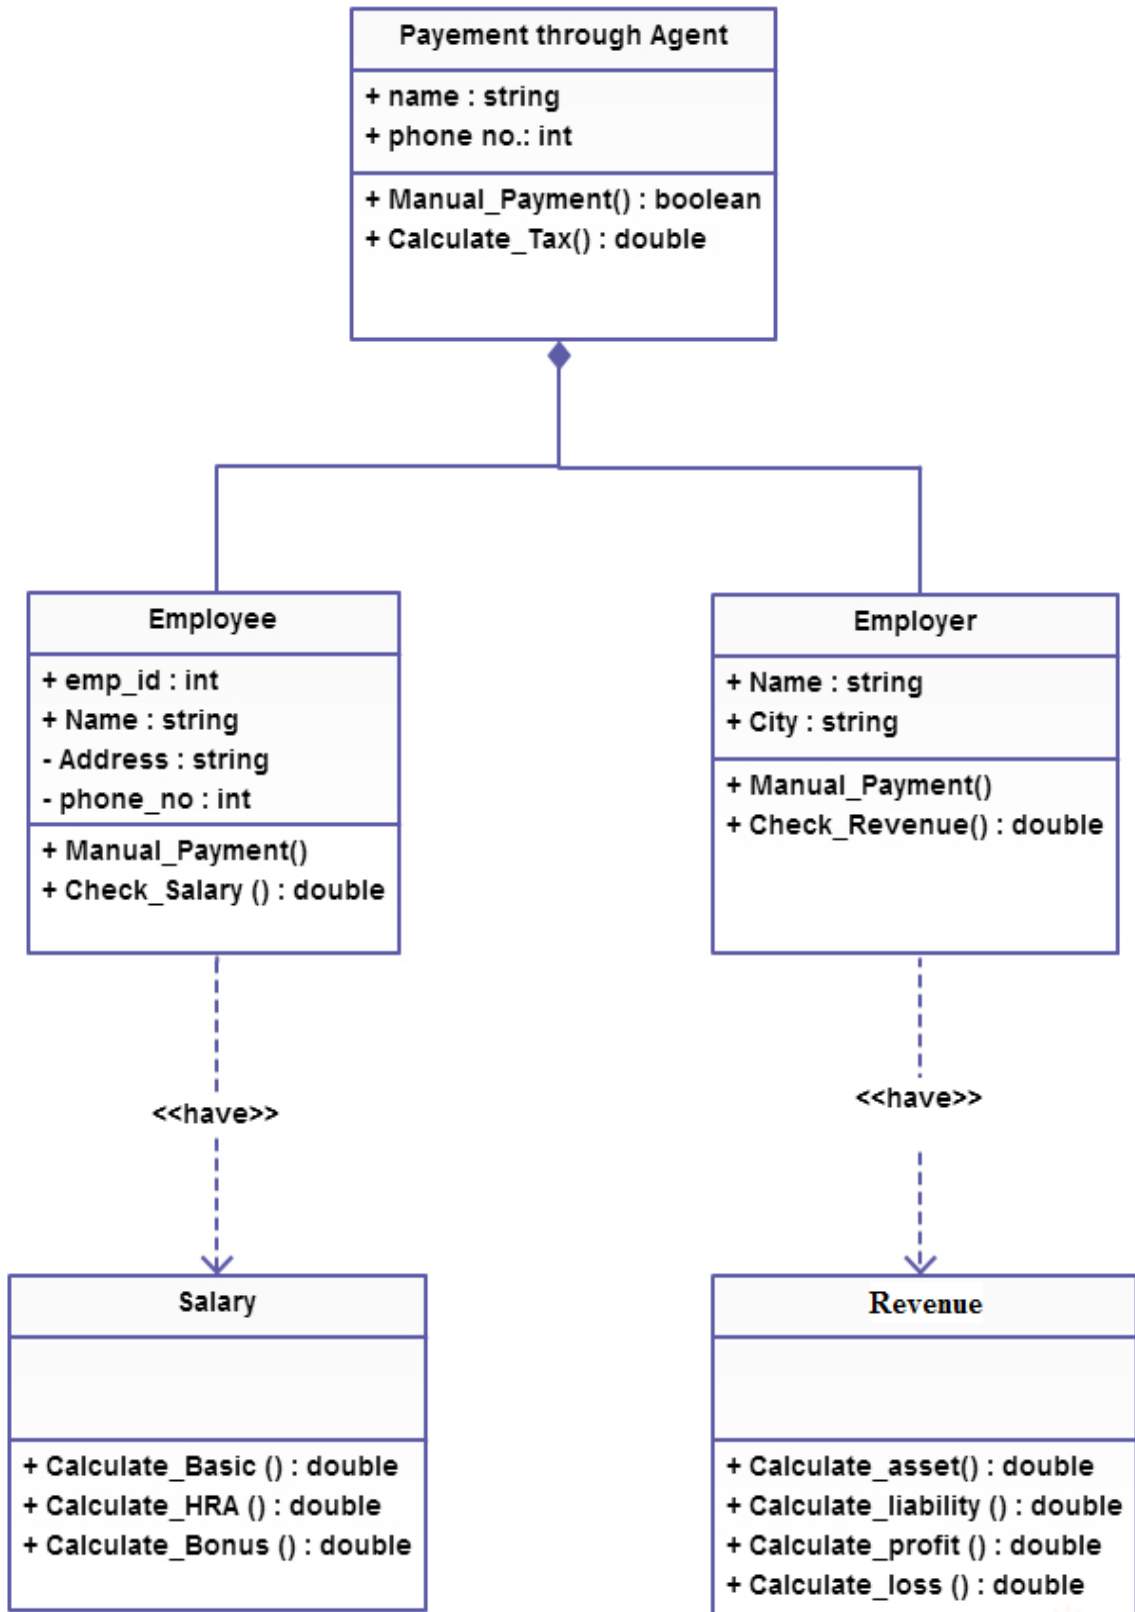 Payement through Agent
+ name : string
+ phone no.: int
+ Manual_Payment() : boolean
+ Calculate_Tax() : double
Employee
+ emp_id : int
+ Name : string
- Address : string
- phone_no : int
+ Manual_Payment()
+ Check_Salary () : double
Employer
+ Name : string
+ City : string
+ Manual_Payment()
+ Check_Revenue() : double
<<have>>
<<have>>
Salary
+ Calculate_Basic () : double
+ Calculate_HRA () : double
+ Calculate_Bonus () : double
Revenue
+ Calculate_asset() : double
+ Calculate_liability () : double
+ Calculate_profit () : double
+ Calculate_loss () : double